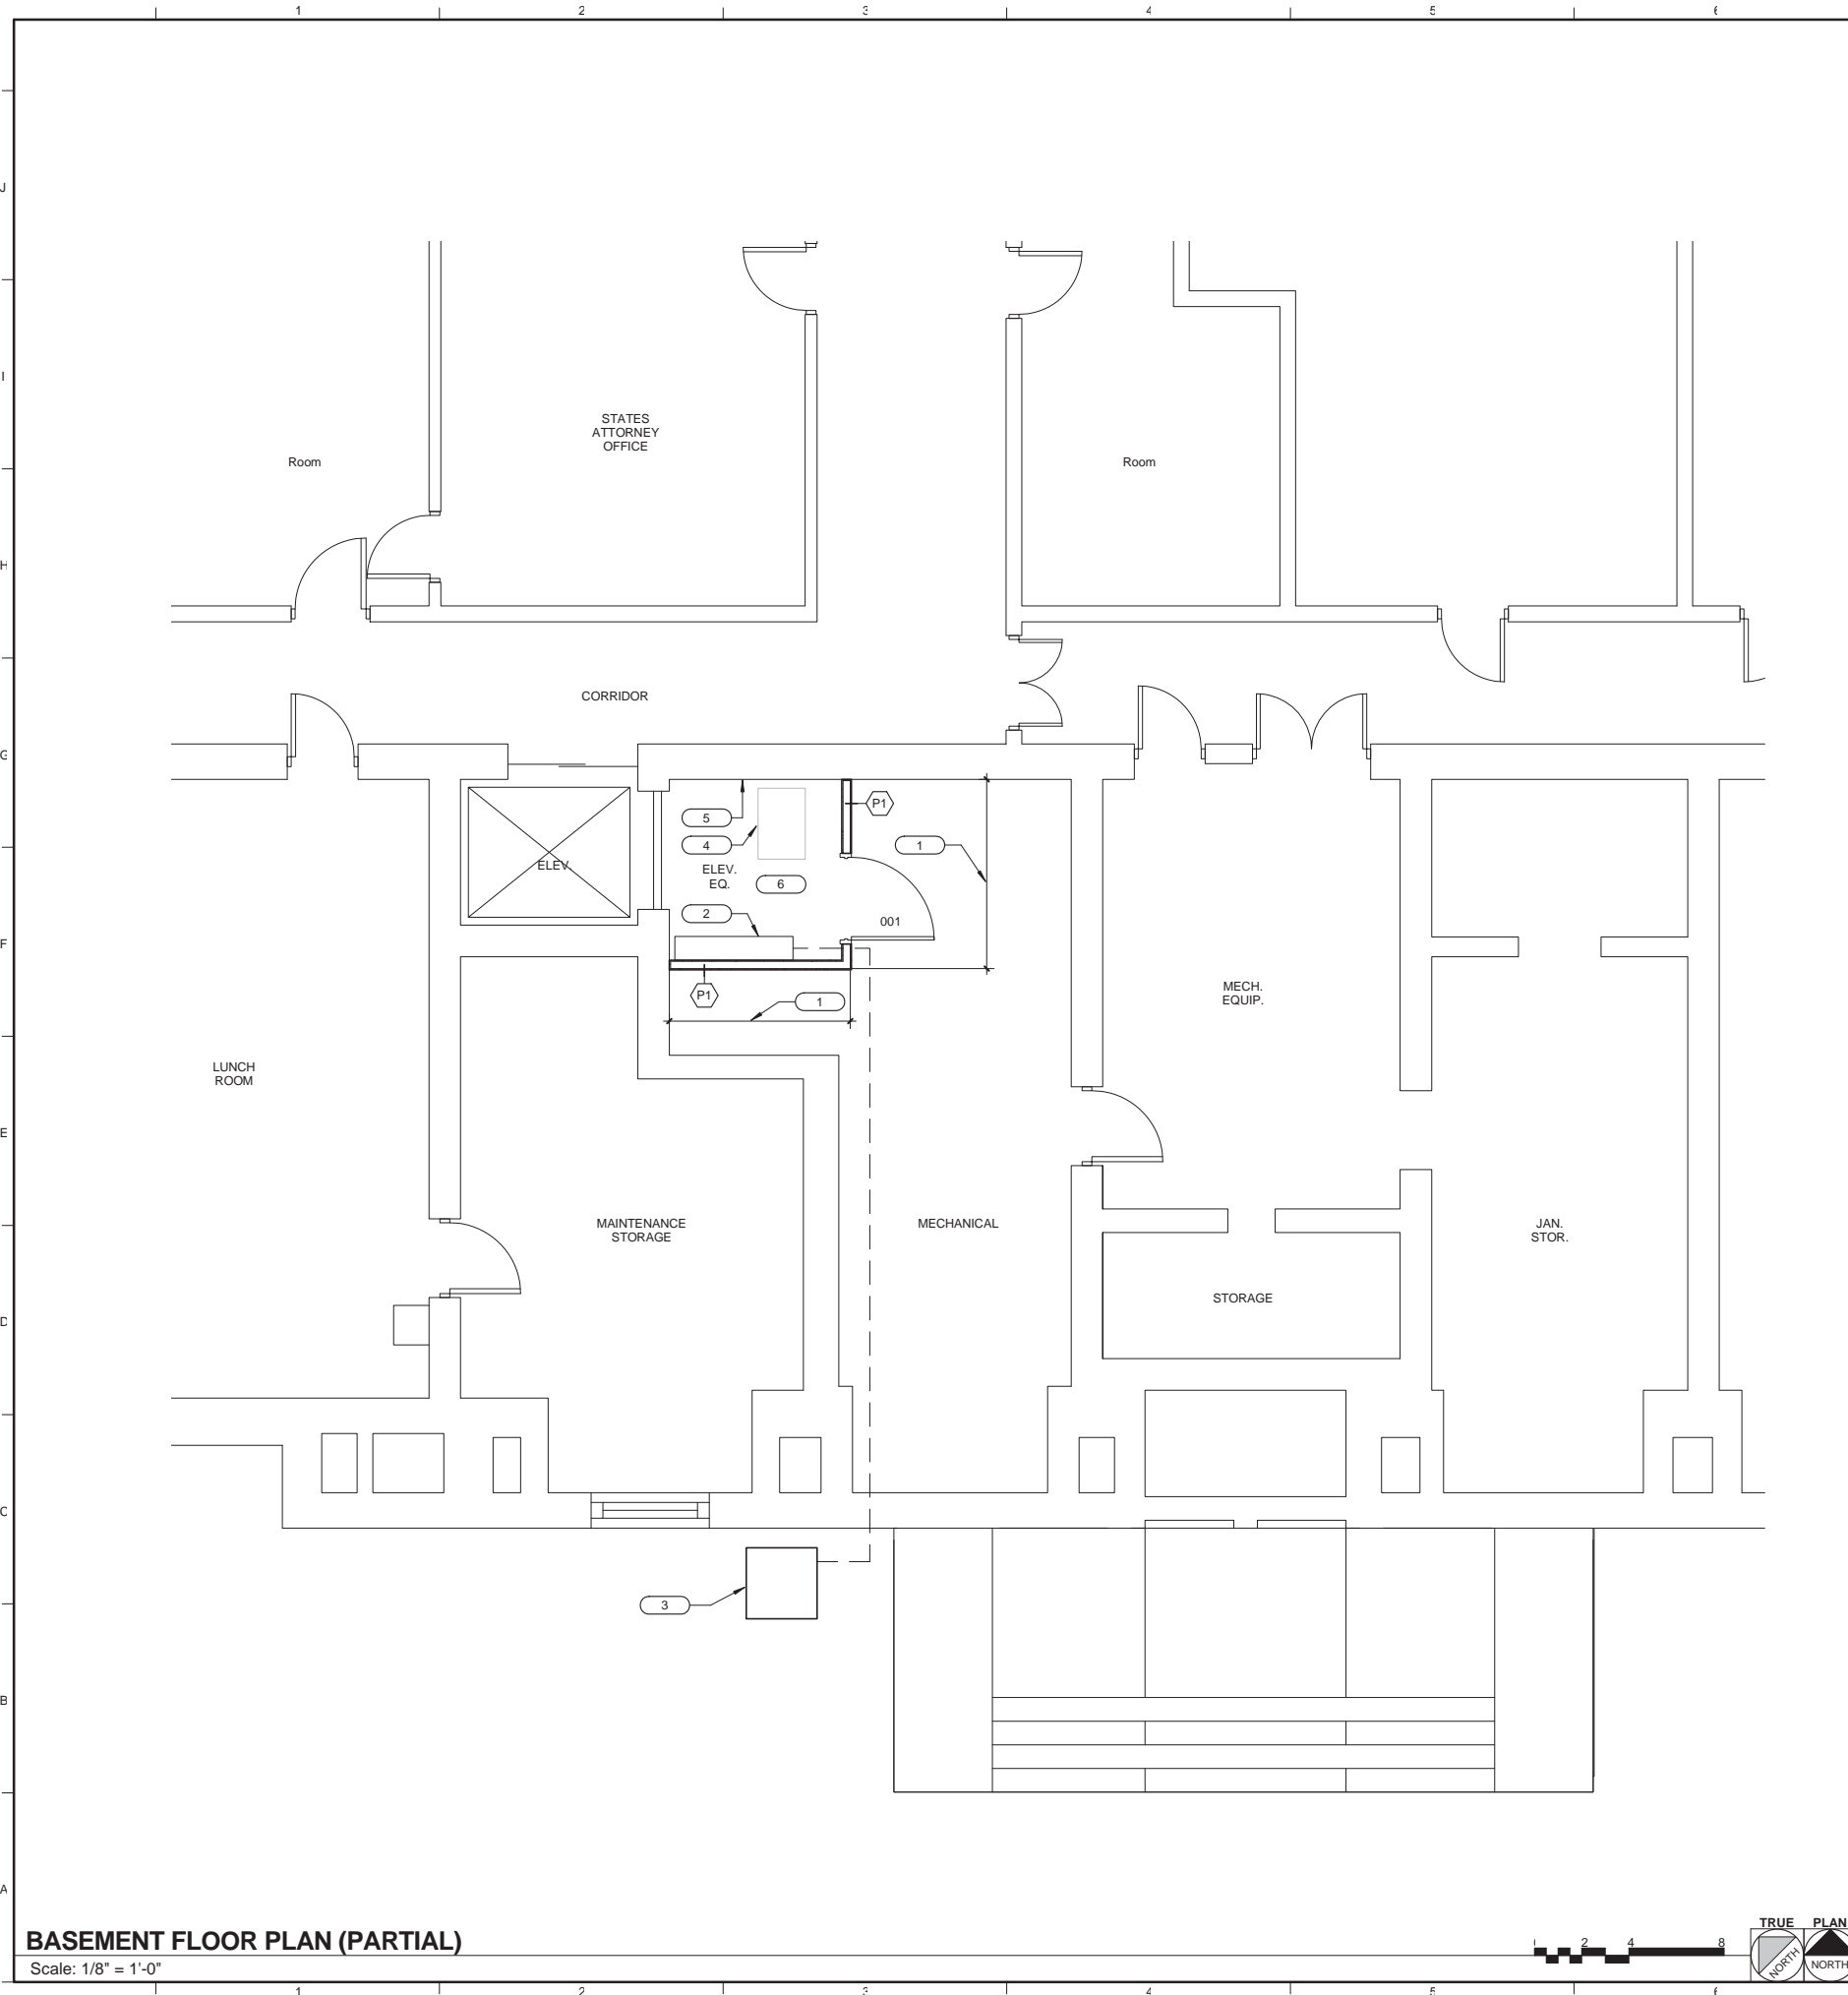 1 2 3 4 5 6
J
I
STATES
ATTORNEY
OFFICE
Room
Room
H
CORRIDOR
G
5
P1
4
1
ELEV.
ELEV.
EQ.
6
2
001
F
P1
1
MECH.
EQUIP.
LUNCH
ROOM
E
MAINTENANCE
STORAGE
MECHANICAL
JAN.
STOR.
STORAGE
D
C
3
B
A
BASEMENT FLOOR PLAN (PARTIAL)
Scale: 1/8" = 1'-0"
2 4 8
TRUE
NORTH
PLAN
NORTH
1 2 3 4 5 6